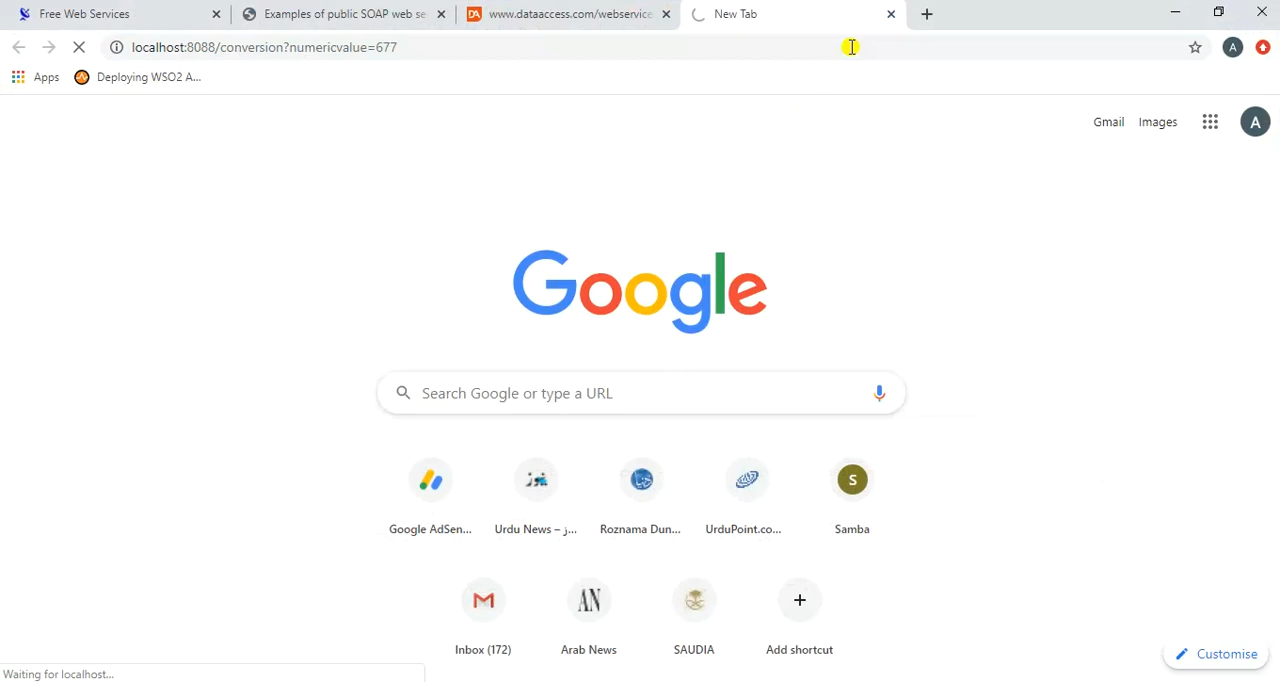 Free Web Services
Examples of public SOAP web se
www.dataaccess.com/webservice
New Tab
localhost:8088/conversion?numericvalue=677
A
Apps
Deploying WSO2 A...
Gmail
Images
A
Google
Search Google or type a URL
S
Google AdSen...
Urdu News – ز...
Roznama Dun...
UrduPoint.co...
Samba
AN
Inbox (172)
Arab News
SAUDIA
Add shortcut
Customise
Waiting for localhost...